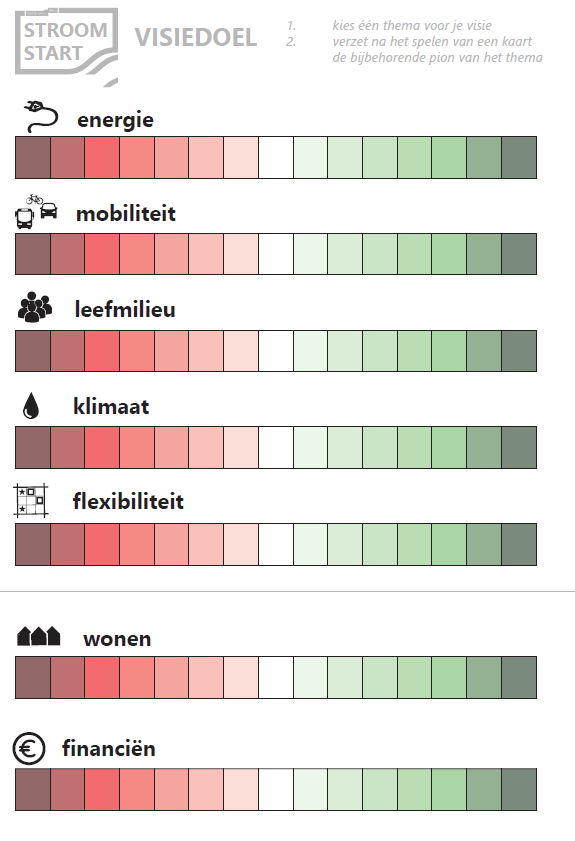 STROOM
START
VISIEDOEL
1. kies één thema voor je visie
2. verzet na het spelen van een kaart
de bijbehorende pion van het thema
energie
mobiliteit
leefmilieu
klimaat
flexibiliteit
wonen
€ financiën